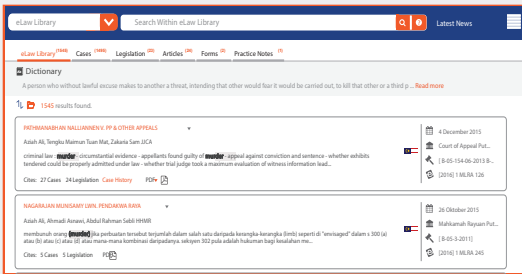 eLaw Library
Search Within eLaw Library
Latest News
eLaw Library (1545) Cases (1466) Legislation (22) Articles (28) Forms (2) Practice Notes (1)
Dictionary
A person who without lawful excuse makes to another a threat, intending that other would fear it would be carried out, to kill that other or a third p ... Read more
1545 results found.
PATHMANABHAN NALLIANNEN V. PP & OTHER APPEALS
Aziah Ali, Tengku Maimun Tuan Mat, Zakaria Sam JJCA
criminal law : murder - circumstantial evidence - appellants found guilty of murder - appeal against conviction and sentence - whether exhibits
tendered could be properly admitted under law - whether trial judge took a maximum evaluation of witness information lead...
Cites: 27 Cases 24 Legislation Case History PDF
4 December 2015
Court of Appeal Put...
[ B-05-154-06-2013 B...
[2016] 1 MLRA 126
NAGARAJAN MUNISAMY LWN. PENDAKWA RAYA
Aziah Ali, Ahmadi Asnawi, Abdul Rahman Sebli HHMR
membunuh orang (murder) jika perbuatan tersebut terjumlah dalam salah satu daripada kerangka-kerangka (limb) seperti di "envisaged" dalam s 300 (a)
atau (b) atau (c) atau (d) atau mana-mana kombinasi daripadanya. seksyen 302 pula adalah hukuman bagi kesalahan me...
Cites: 5 Cases 5 Legislation PDF
26 Oktober 2015
Mahkamah Rayuan Put...
[ B-05-3-2011]
[2016] 1 MLRA 245